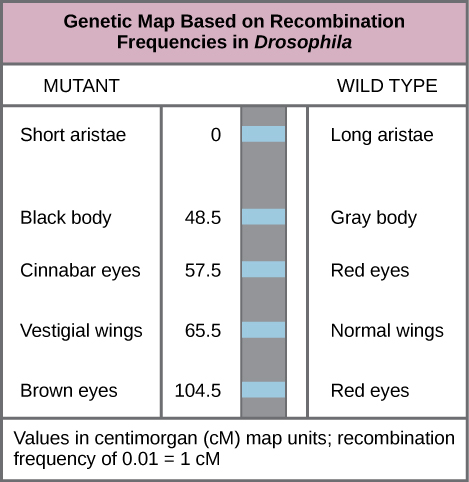 Genetic Map Based on Recombination
Frequencies in Drosophila
MUTANT WILD TYPE
Short aristae 0 Long aristae
Black body 48.5 Gray body
Cinnabar eyes 57.5 Red eyes
Vestigial wings 65.5 Normal wings
Brown eyes 104.5 Red eyes
Values in centimorgan (cM) map units; recombination
frequency of 0.01 = 1 cM